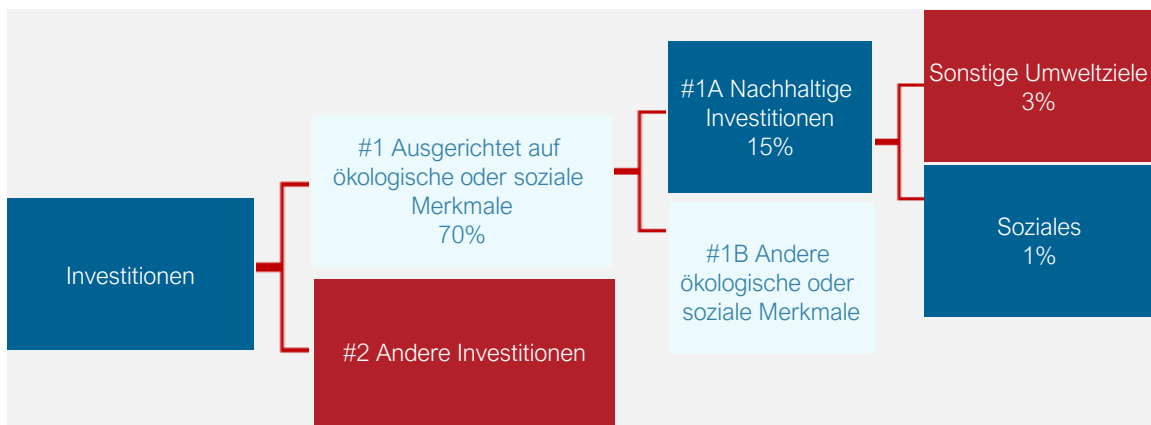 Investitionen
#1 Ausgerichtet auf
ökologische oder soziale
Merkmale
70%
#2 Andere Investitionen
#1A Nachhaltige
Investitionen
15%
#1B Andere
ökologische oder
soziale Merkmale
Sonstige Umweltziele
3%
Soziales
1%